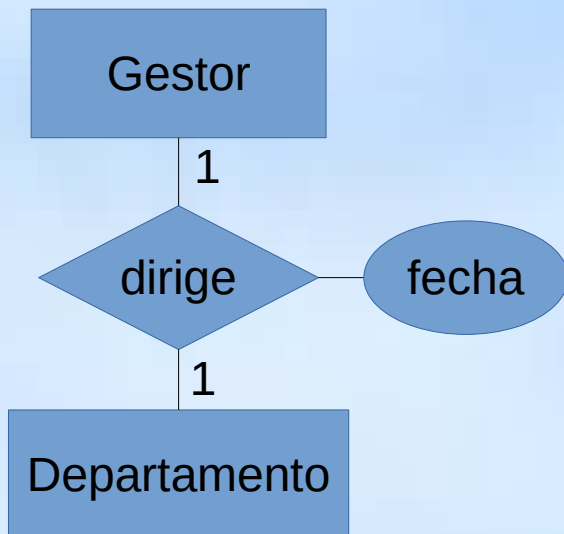 Gestor
1
dirige
fecha
1
Departamento